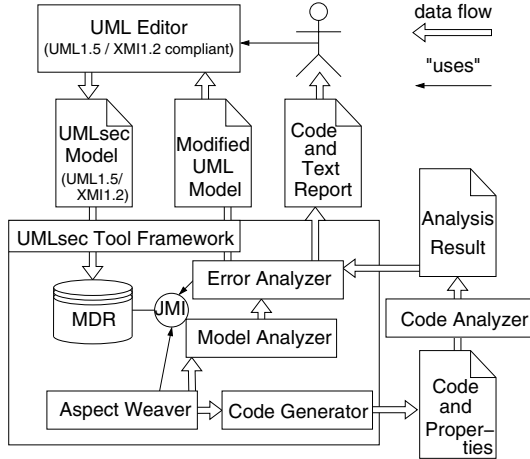 UML Editor
(UML1.5 / XMI1.2 compliant)
data flow
"uses"
UMLsec
Model
(UML1.5/
XMI1.2)
Modified
UML
Model
Code
and
Text
Report
Analysis
Result
UMLsec Tool Framework
Error Analyzer
MDR
JMI
Model Analyzer
Code Analyzer
Aspect Weaver
Code Generator
Code
and
Proper–
ties